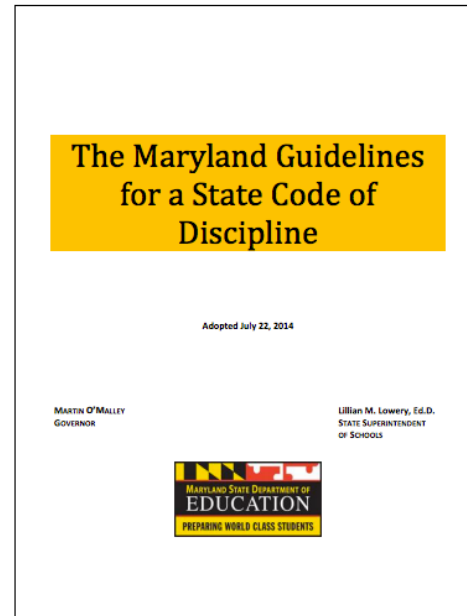 The Maryland Guidelines
for a State Code of
Discipline
Adopted July 22, 2014
MARTIN O'MALLEY
GOVERNOR
Lillian M. Lowery, Ed.D.
STATE SUPERINTENDENT
OF SCHOOLS
MARYLAND STATE DEPARTMENT OF
EDUCATION
PREPARING WORLD CLASS STUDENTS